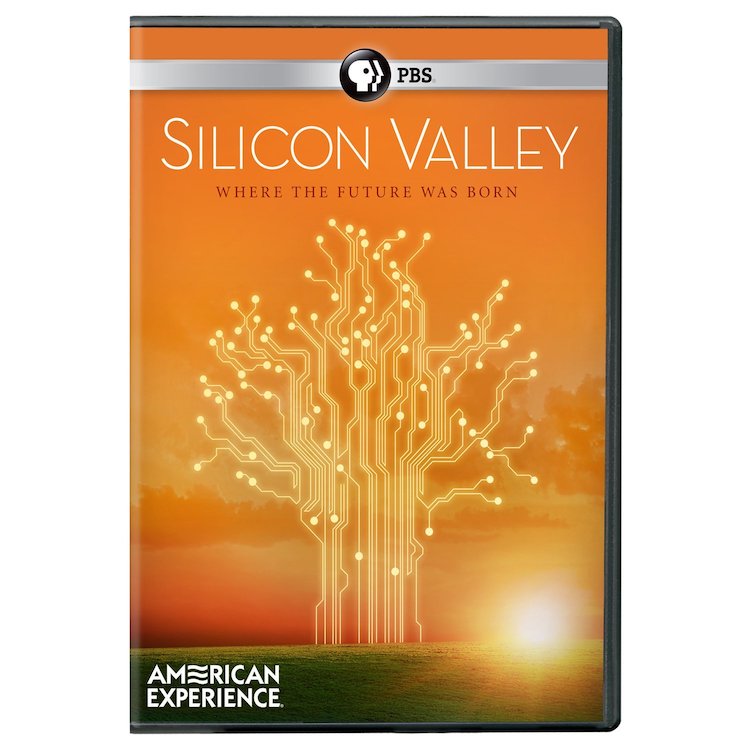 PBS
SILICON VALLEY
WHERE THE FUTURE WAS BORN
AMERICAN
EXPERIENCE